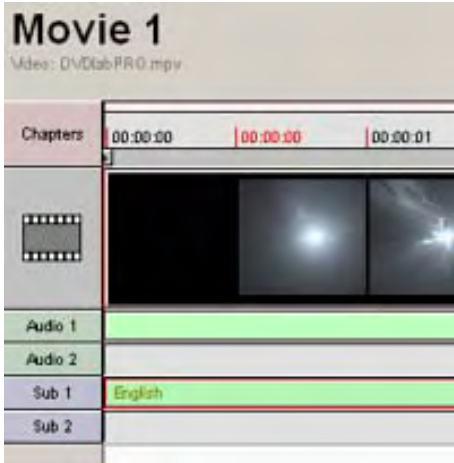 Movie 1
Video: DVDlabPRO.mpv
Chapters 00:00:00 00:00:00 00:00:01
Audio 1
Audio 2
Sub 1 English
Sub 2